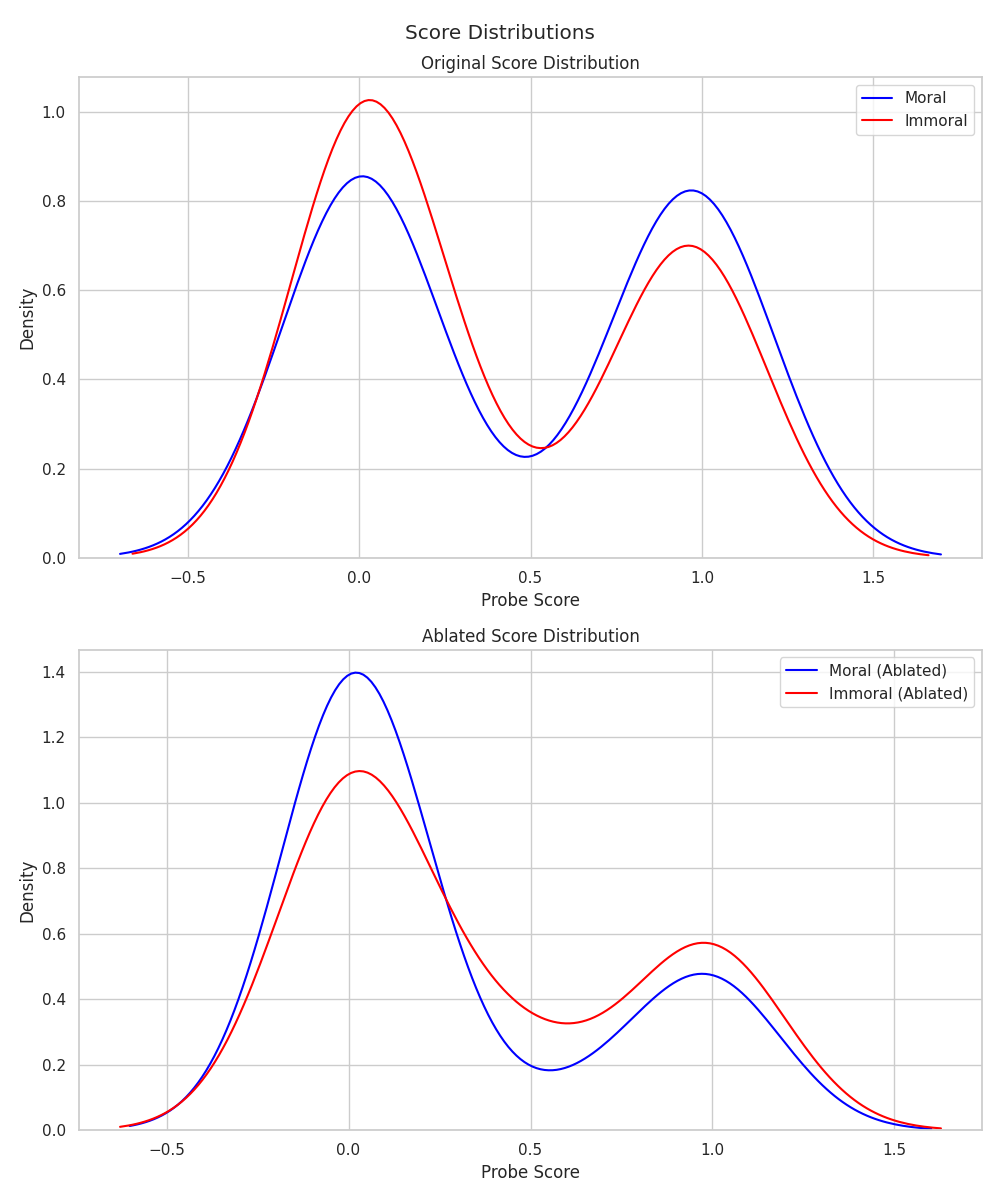 Score Distributions
Original Score Distribution
Moral
Immoral
1.0
0.8
0.6
0.4
0.2
0.0
Density
−0.5
0.0
0.5
1.0
1.5
Probe Score
Ablated Score Distribution
Moral (Ablated)
Immoral (Ablated)
1.4
1.2
1.0
0.8
0.6
0.4
0.2
0.0
Density
−0.5
0.0
0.5
1.0
1.5
Probe Score